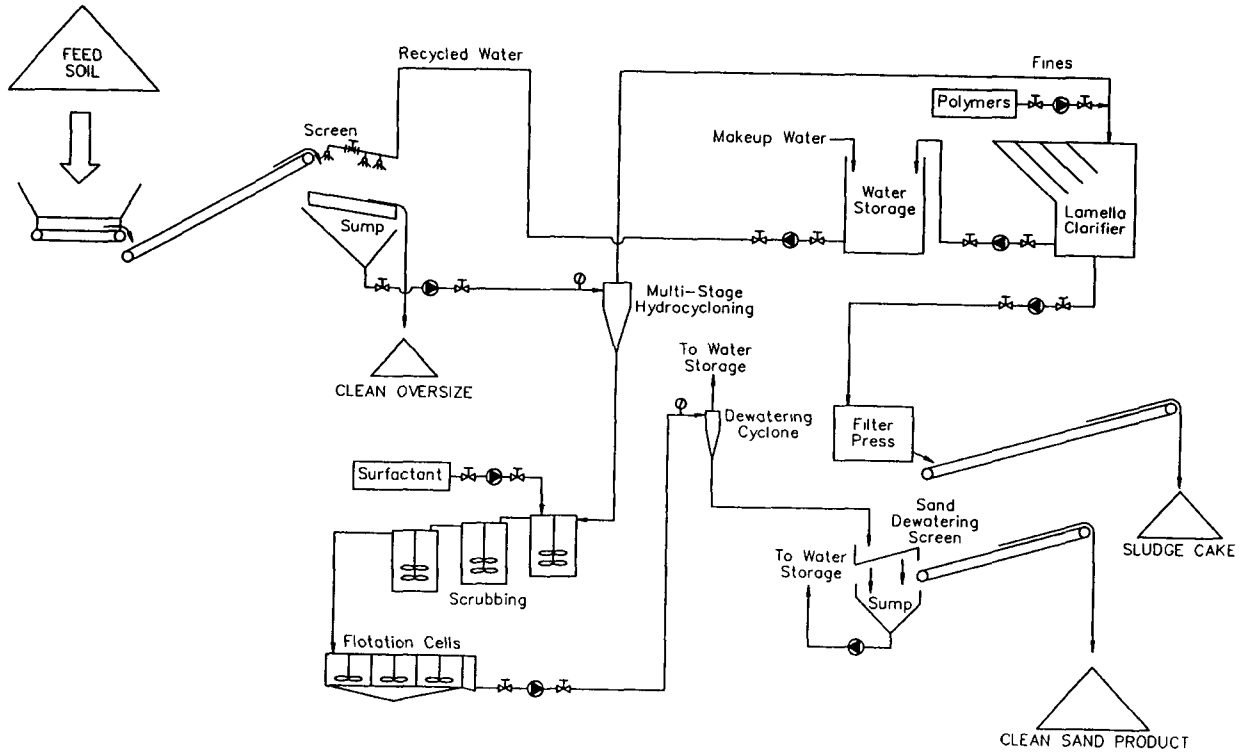 FEED
SOIL
Recycled Water
Fines
Polymers
Screen
Makeup Water
Water
Storage
Lamella
Clarifier
Sump
Multi-Stage
Hydrocycloning
To Water
Storage
CLEAN OVERSIZE
Dewatering
Cyclone
Filter
Press
Surfactant
Sand
Dewatering
Screen
SLUDGE CAKE
To Water
Storage
Scrubbing
Sump
Flotation Cells
CLEAN SAND PRODUCT